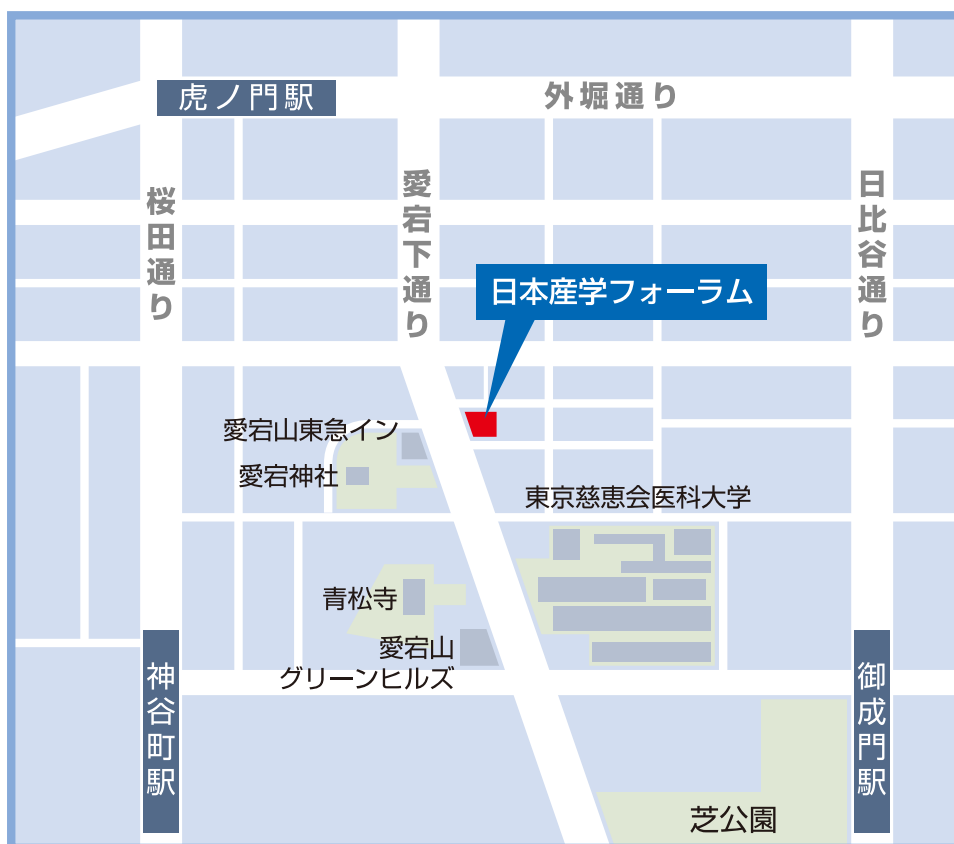 虎ノ門駅
外堀通り
桜田通り
愛宕下通り
日比谷通り
日本産学フォーラム
愛宕山東急イン
愛宕神社
東京慈恵会医科大学
青松寺
愛宕山
グリーンヒルズ
神谷町駅
御成門駅
芝公園